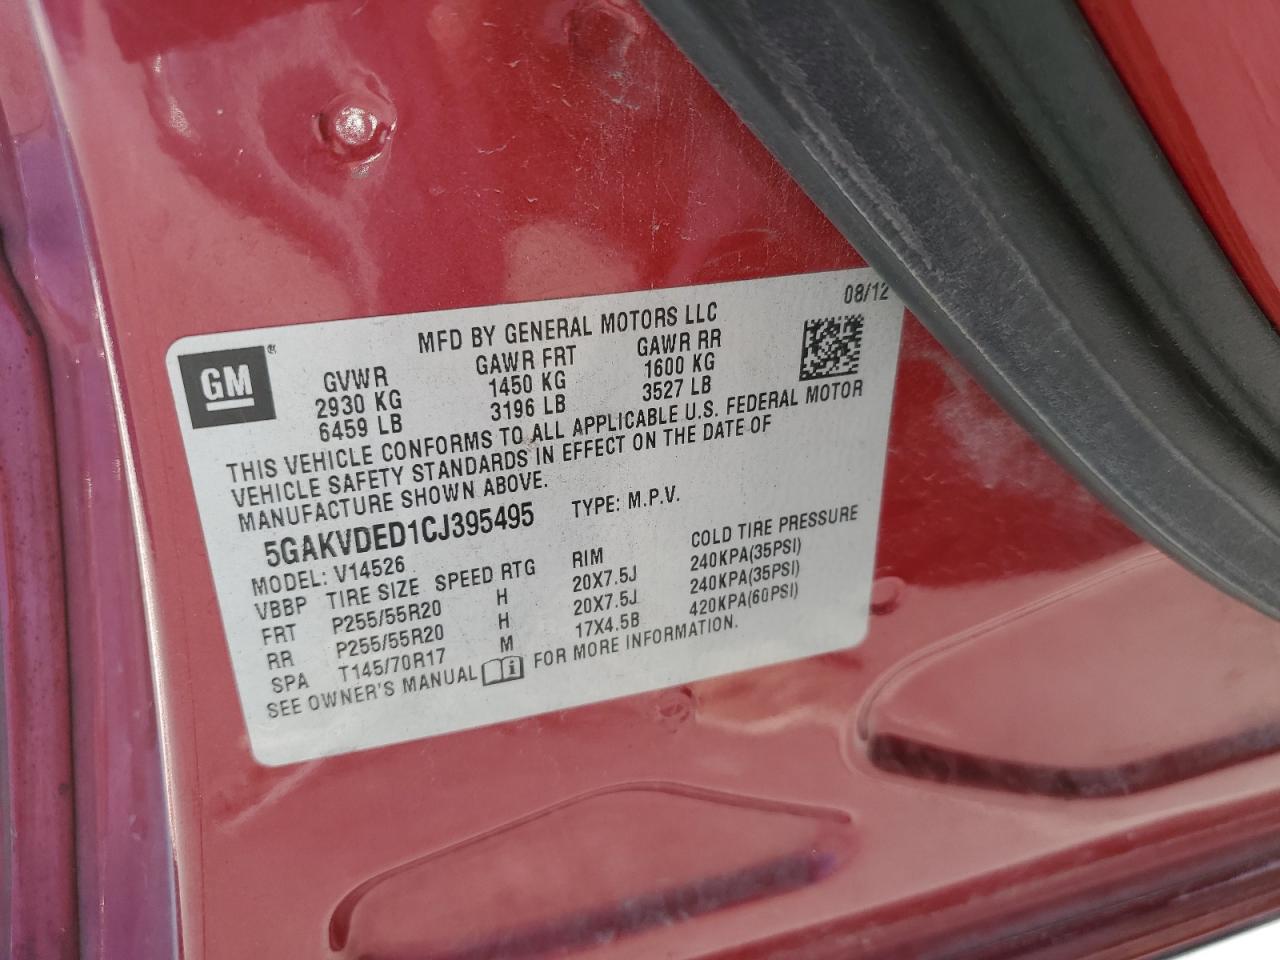 08/12
MFD BY GENERAL MOTORS LLC
GM®
GVWR GAWR FRT GAWR RR
2930 KG 1450 KG 1600 KG
6459 LB 3196 LB 3527 LB
THIS VEHICLE CONFORMS TO ALL APPLICABLE U.S. FEDERAL MOTOR
VEHICLE SAFETY STANDARDS IN EFFECT ON THE DATE OF
MANUFACTURE SHOWN ABOVE.
5GAKVDED1CJ395495 TYPE: M.P.V.
MODEL: V14526
VBBP TIRE SIZE SPEED RTG RIM COLD TIRE PRESSURE
FRT P255/55R20 H 20X7.5J 240KPA(35PSI)
RR P255/55R20 H 20X7.5J 240KPA(35PSI)
SPA T145/70R17 M 17X4.5B 420KPA(60PSI)
SEE OWNER'S MANUAL i FOR MORE INFORMATION.